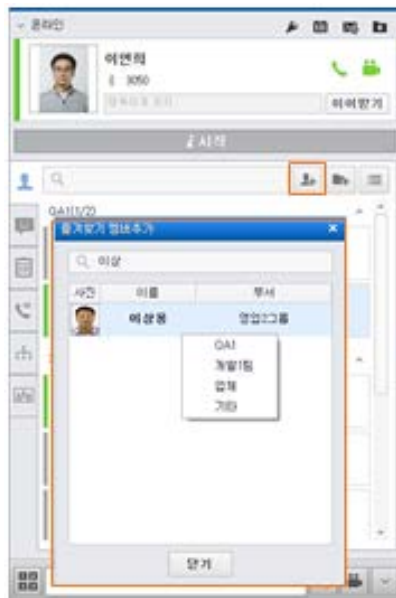 온라인
이연희
3050
이어받기
시작
QA1(1/2)
즐겨찾기 멤버추가
이상
사진 이름 부서
이상용 영업2그룹
QA1
개발1팀
업체
기타
닫기